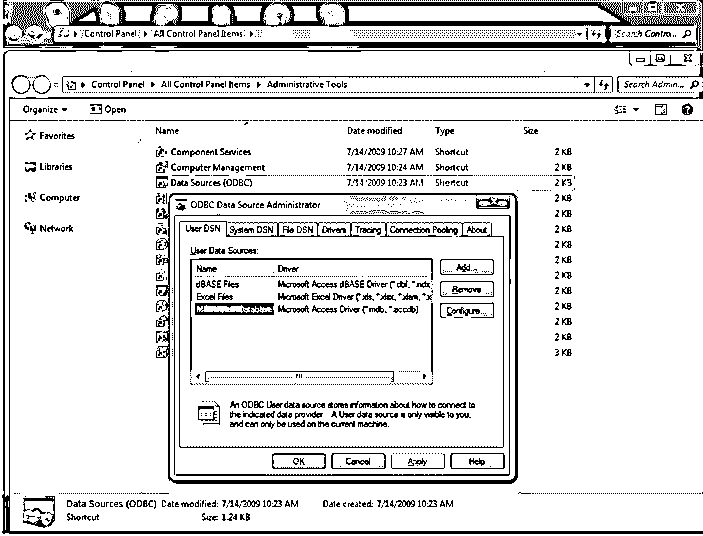 Control Panel ▸ All Control Panel Items ▸
Search Contro...
Control Panel ▸ All Control Panel Items ▸ Administrative Tools
Search Admin...
Organize Open
Favorites
Libraries
Computer
Network
Name Date modified Type Size
Component Services 7/14/2009 10:27 AM Shortcut 2 KB
Computer Management 7/14/2009 10:24 AM Shortcut 2 KB
Data Sources (ODBC) 7/14/2009 10:23 AM Shortcut 2 KB
2 KB
2 KB
2 KB
2 KB
2 KB
2 KB
2 KB
2 KB
2 KB
3 KB
ODBC Data Source Administrator
User DSN System DSN File DSN Drivers Tracing Connection Pooling About
User Data Sources:
Name Driver
dBASE Files Microsoft Access dBASE Driver (*.dbf, *.ndx
Excel Files Microsoft Excel Driver (*.xls, *.xlsx, *.xlsm, *.x
Microsoft Access Driver (*.mdb, *.accdb)
Add...
Remove
Configure...
An ODBC User data source stores information about how to connect to
the indicated data provider. A User data source is only visible to you,
and can only be used on the current machine.
OK Cancel Apply Help
Data Sources (ODBC) Date modified: 7/14/2009 10:23 AM Date created: 7/14/2009 10:23 AM
Shortcut Size: 1.24 KB